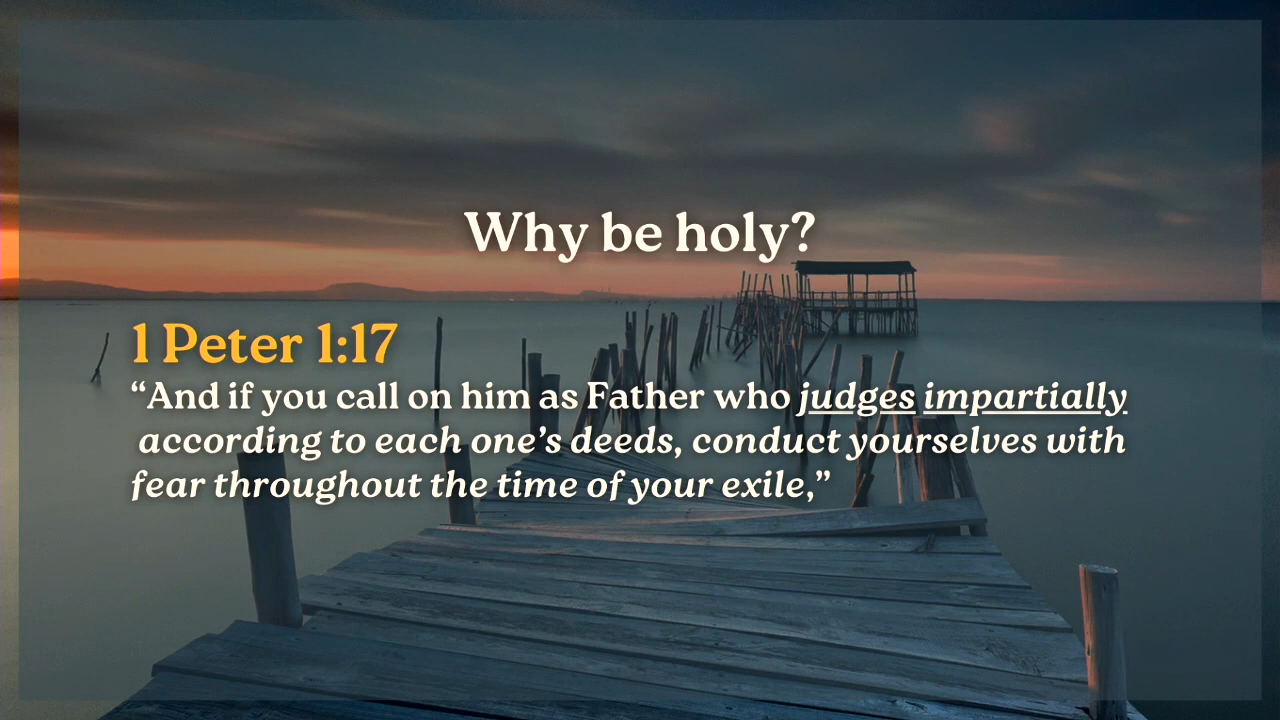 Why be holy?
1 Peter 1:17
“And if you call on him as Father who judges impartially
according to each one’s deeds, conduct yourselves with
fear throughout the time of your exile,”